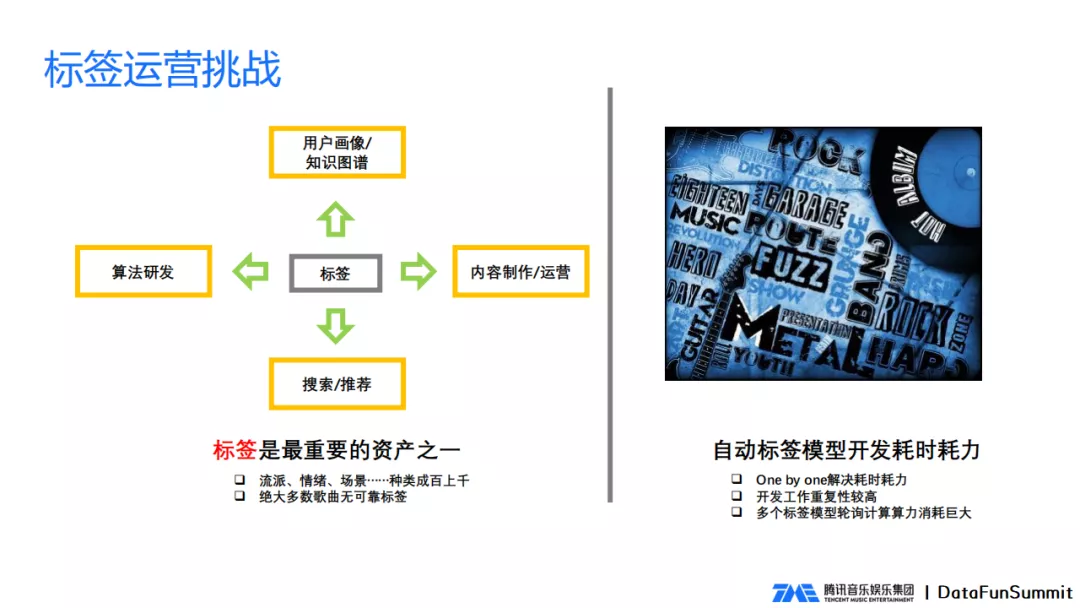 标签运营挑战
用户画像/
知识图谱
算法研发
标签
内容制作/运营
搜索/推荐
标签是最重要的资产之一
流派、情绪、场景……种类成百上千
绝大多数歌曲无可靠标签
ROCK
DISTORTION
EIGHTEEN
DAYS
GARAGE
MUSIC
ROUTE
REVOLUTION
HERO
FUZZ
GRUNGE
BAND
SHOW
DAY
GUITAR
PRESENTATION
METAL
ROCK
ZONE
HARD
KILL
YOUTH
HOT ALBUM
自动标签模型开发耗时耗力
One by one解决耗时耗力
开发工作重复性较高
多个标签模型轮询计算算力消耗巨大
TME
腾讯音乐娱乐集团
TENCENT MUSIC ENTERTAINMENT
| DataFunSummit